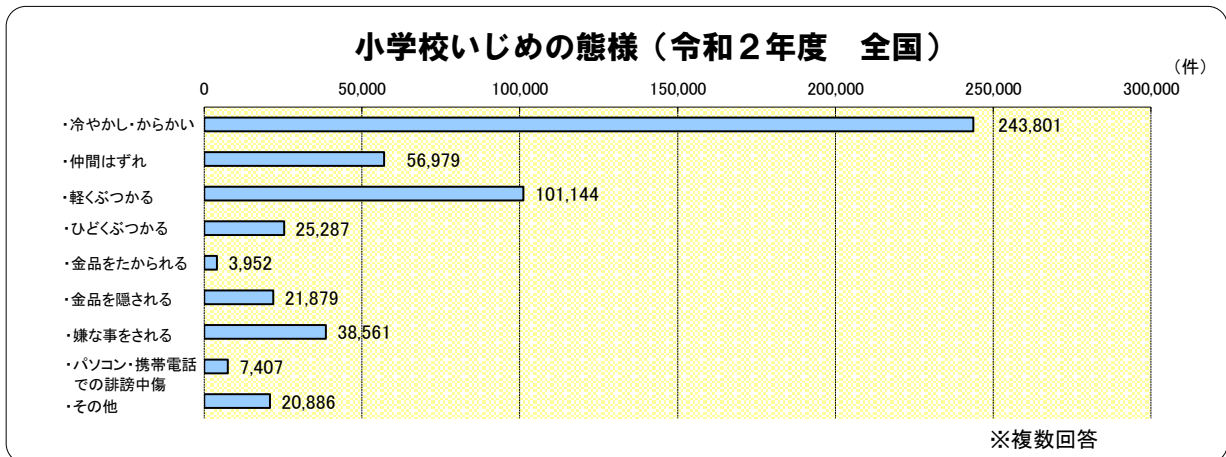 小学校いじめの態様(令和2年度 全国)
(件)
0 50,000 100,000 150,000 200,000 250,000 300,000
・冷やかし・からかい 243,801
・仲間はずれ 56,979
・軽くぶつかる 101,144
・ひどくぶつかる 25,287
・金品をたかられる 3,952
・金品を隠される 21,879
・嫌な事をされる 38,561
・パソコン・携帯電話 7,407
での誹謗中傷
・その他 20,886
※複数回答